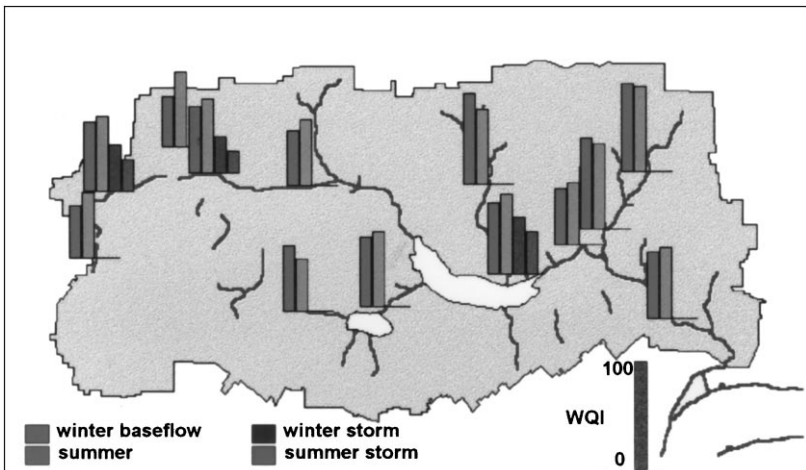 100
WQI
0
winter baseflow
winter storm
summer
summer storm